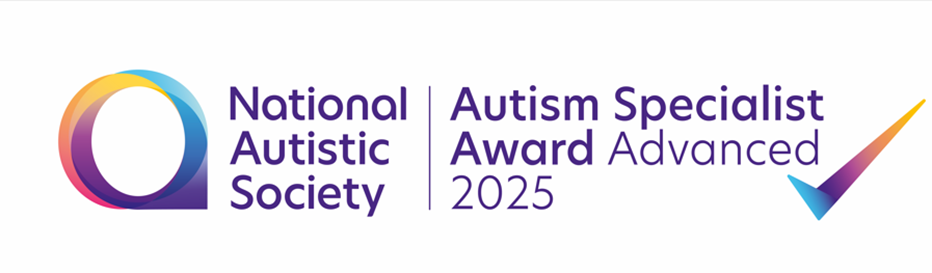 National
Autistic
Society
Autism Specialist
Award Advanced
2025